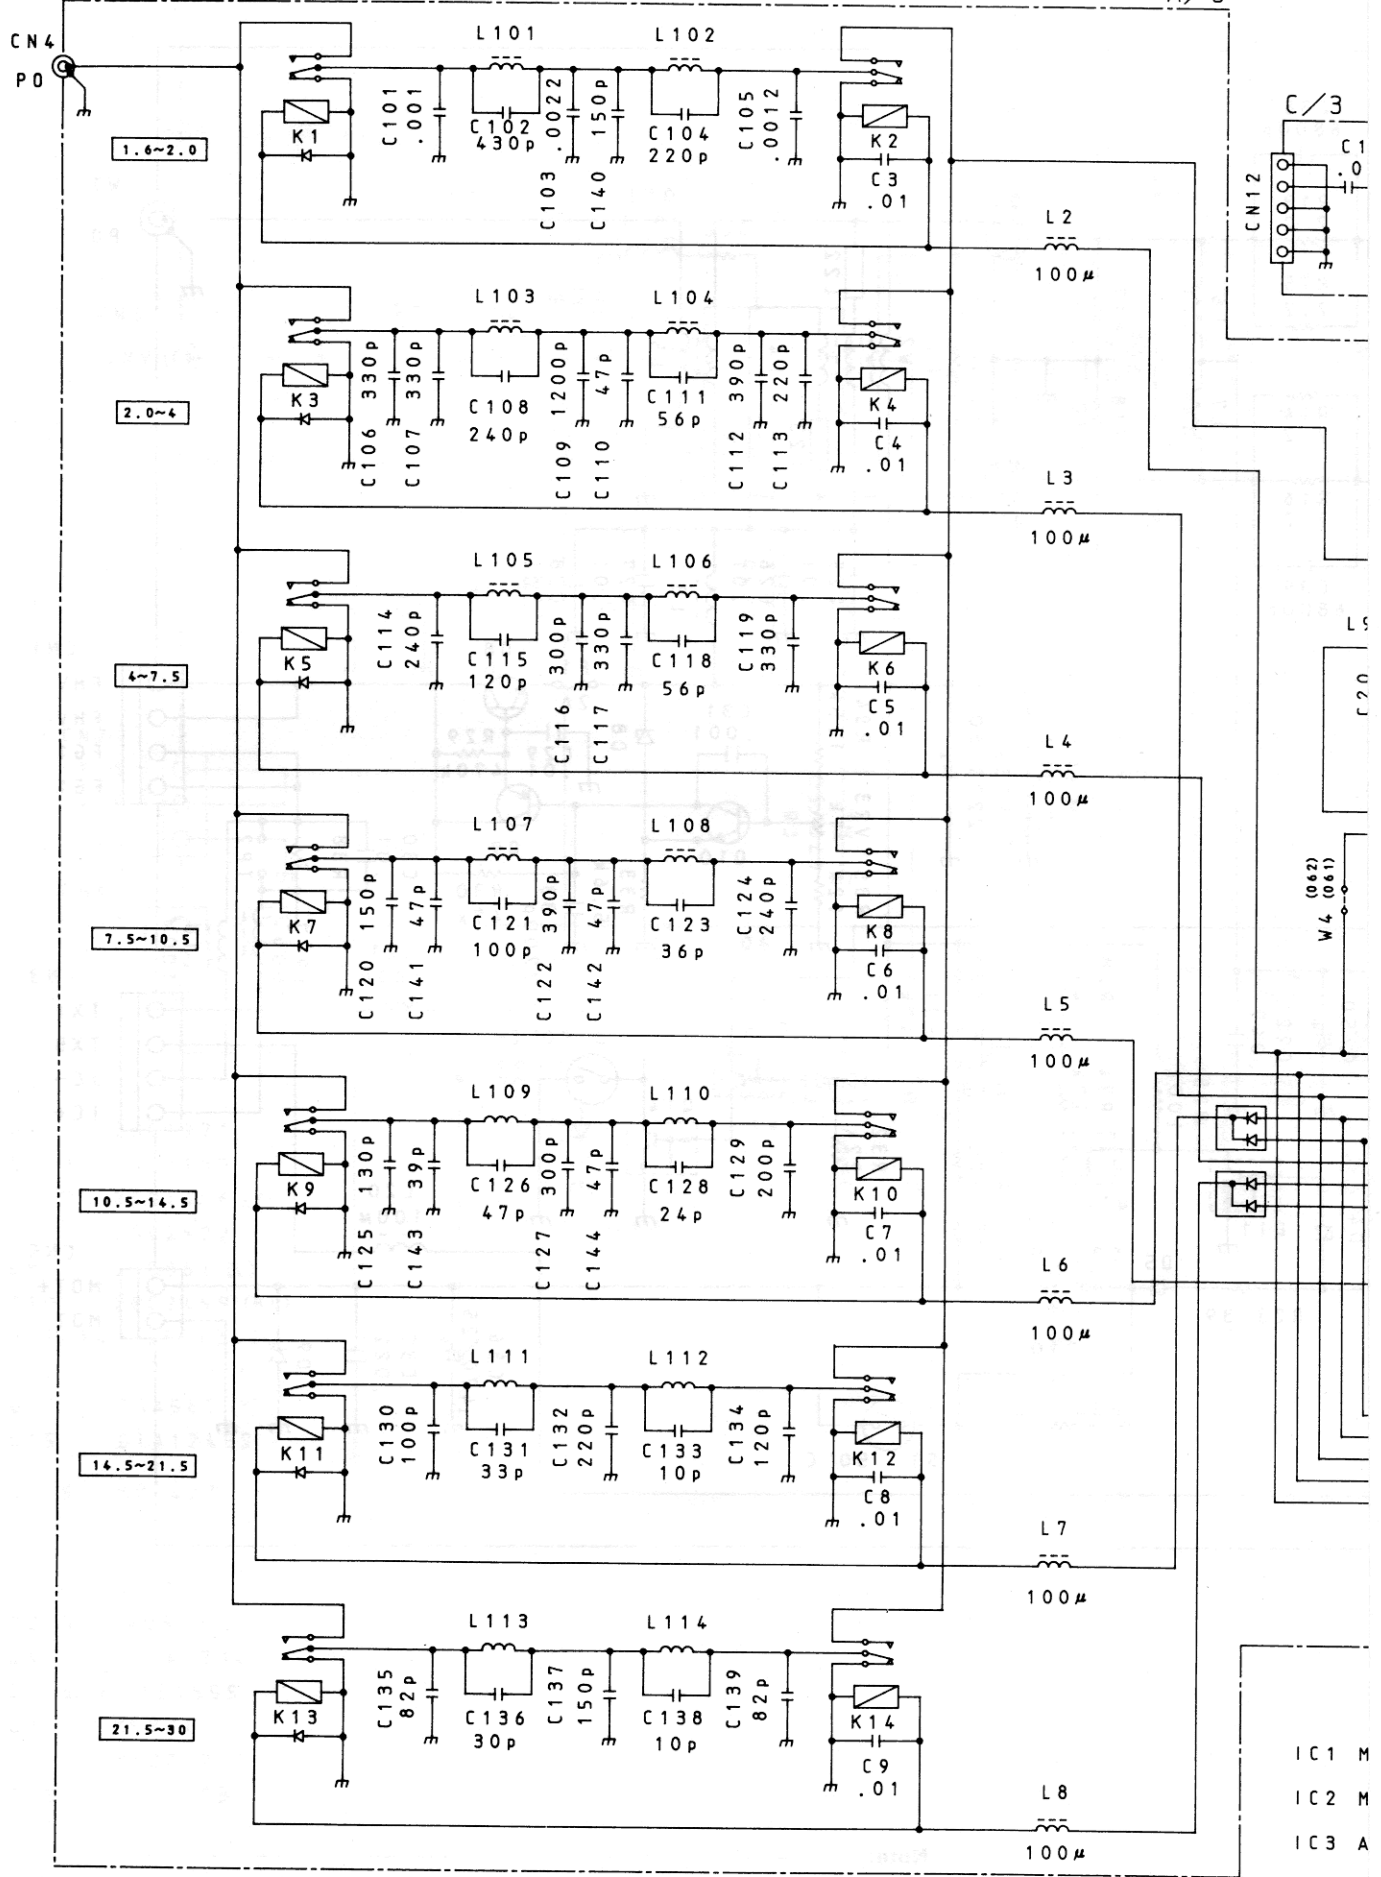 CN4
PO
C/3
CN12
1.6~2.0
K1
C101
.001
L101
C102
430p
C103
.0022
C140
150p
L102
C104
220p
C105
.0012
K2
C3
.01
L2
100μ
2.0~4
K3
C106
330p
C107
330p
L103
C108
240p
C109
1200p
C110
47p
L104
C111
56p
C112
390p
C113
220p
K4
C4
.01
L3
100μ
4~7.5
K5
C114
240p
L105
C115
120p
C116
300p
C117
330p
L106
C118
56p
C119
330p
K6
C5
.01
L4
100μ
7.5~10.5
K7
C120
150p
C141
47p
L107
C121
100p
C122
390p
C142
47p
L108
C123
36p
C124
240p
K8
C6
.01
L5
100μ
W4
(062)
(061)
10.5~14.5
K9
C125
130p
C143
39p
L109
C126
47p
C127
300p
C144
47p
L110
C128
24p
C129
200p
K10
C7
.01
L6
100μ
14.5~21.5
K11
C130
100p
L111
C131
33p
C132
220p
L112
C133
10p
C134
120p
K12
C8
.01
L7
100μ
21.5~30
K13
C135
82p
L113
C136
30p
C137
150p
L114
C138
10p
C139
82p
K14
C9
.01
L8
100μ
IC1 M
IC2 M
IC3 A